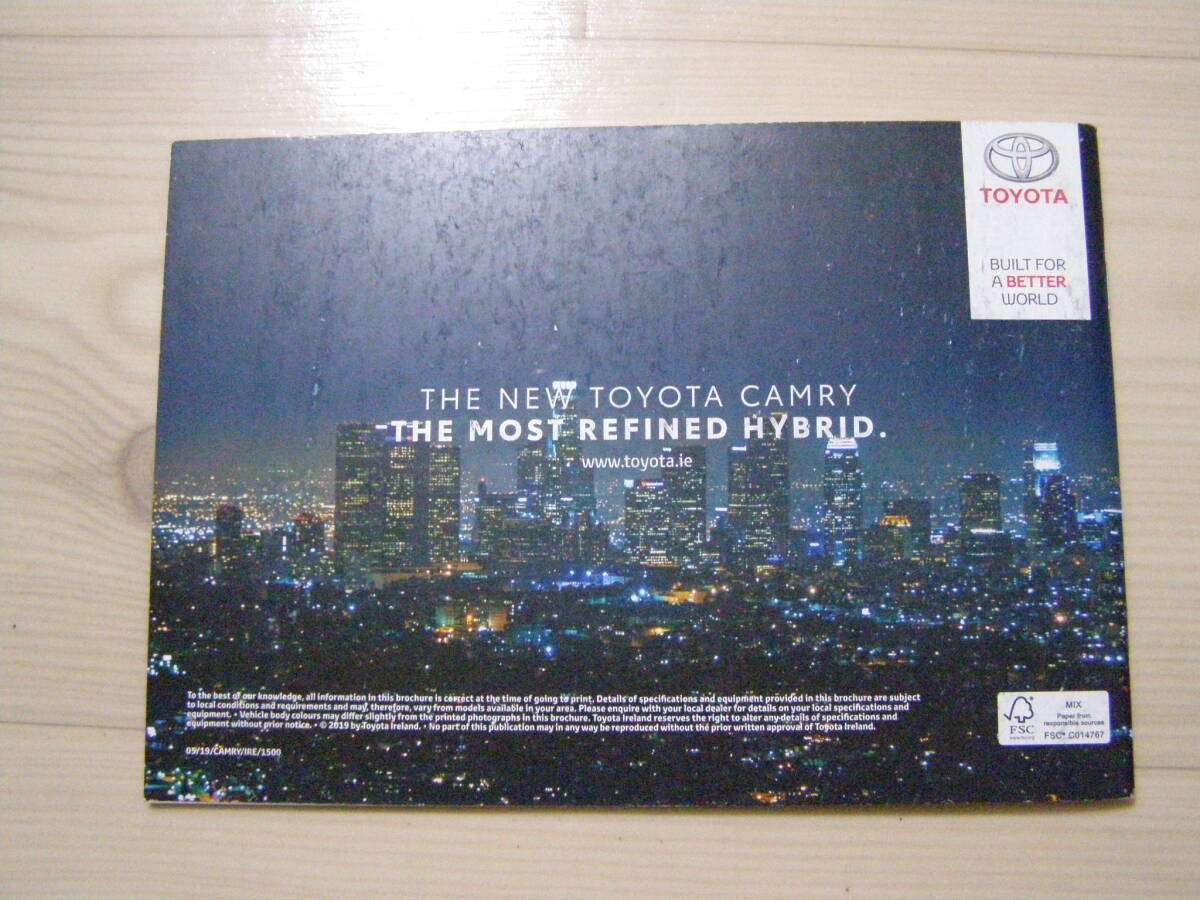 TOYOTA
BUILT FOR
A BETTER
WORLD
THE NEW TOYOTA CAMRY
THE MOST REFINED HYBRID.
www.toyota.ie
To the best of our knowledge, all information in this brochure is correct at the time of going to print. Details of specifications and equipment provided in this brochure are subject
to local conditions and requirements and may, therefore, vary from models available in your area. Please enquire with your local dealer for details on your local specifications and
equipment. • Vehicle body colours may differ slightly from the printed photographs in this brochure. Toyota Ireland reserves the right to alter any details of specifications and
equipment without prior notice. • © 2019 by Toyota Ireland. • No part of this publication may in any way be reproduced without the prior written approval of Toyota Ireland.
05/19/CAMRY/IRE/1500
FSC
www.fsc.org
MIX
Paper from
responsible sources
FSC® C014767